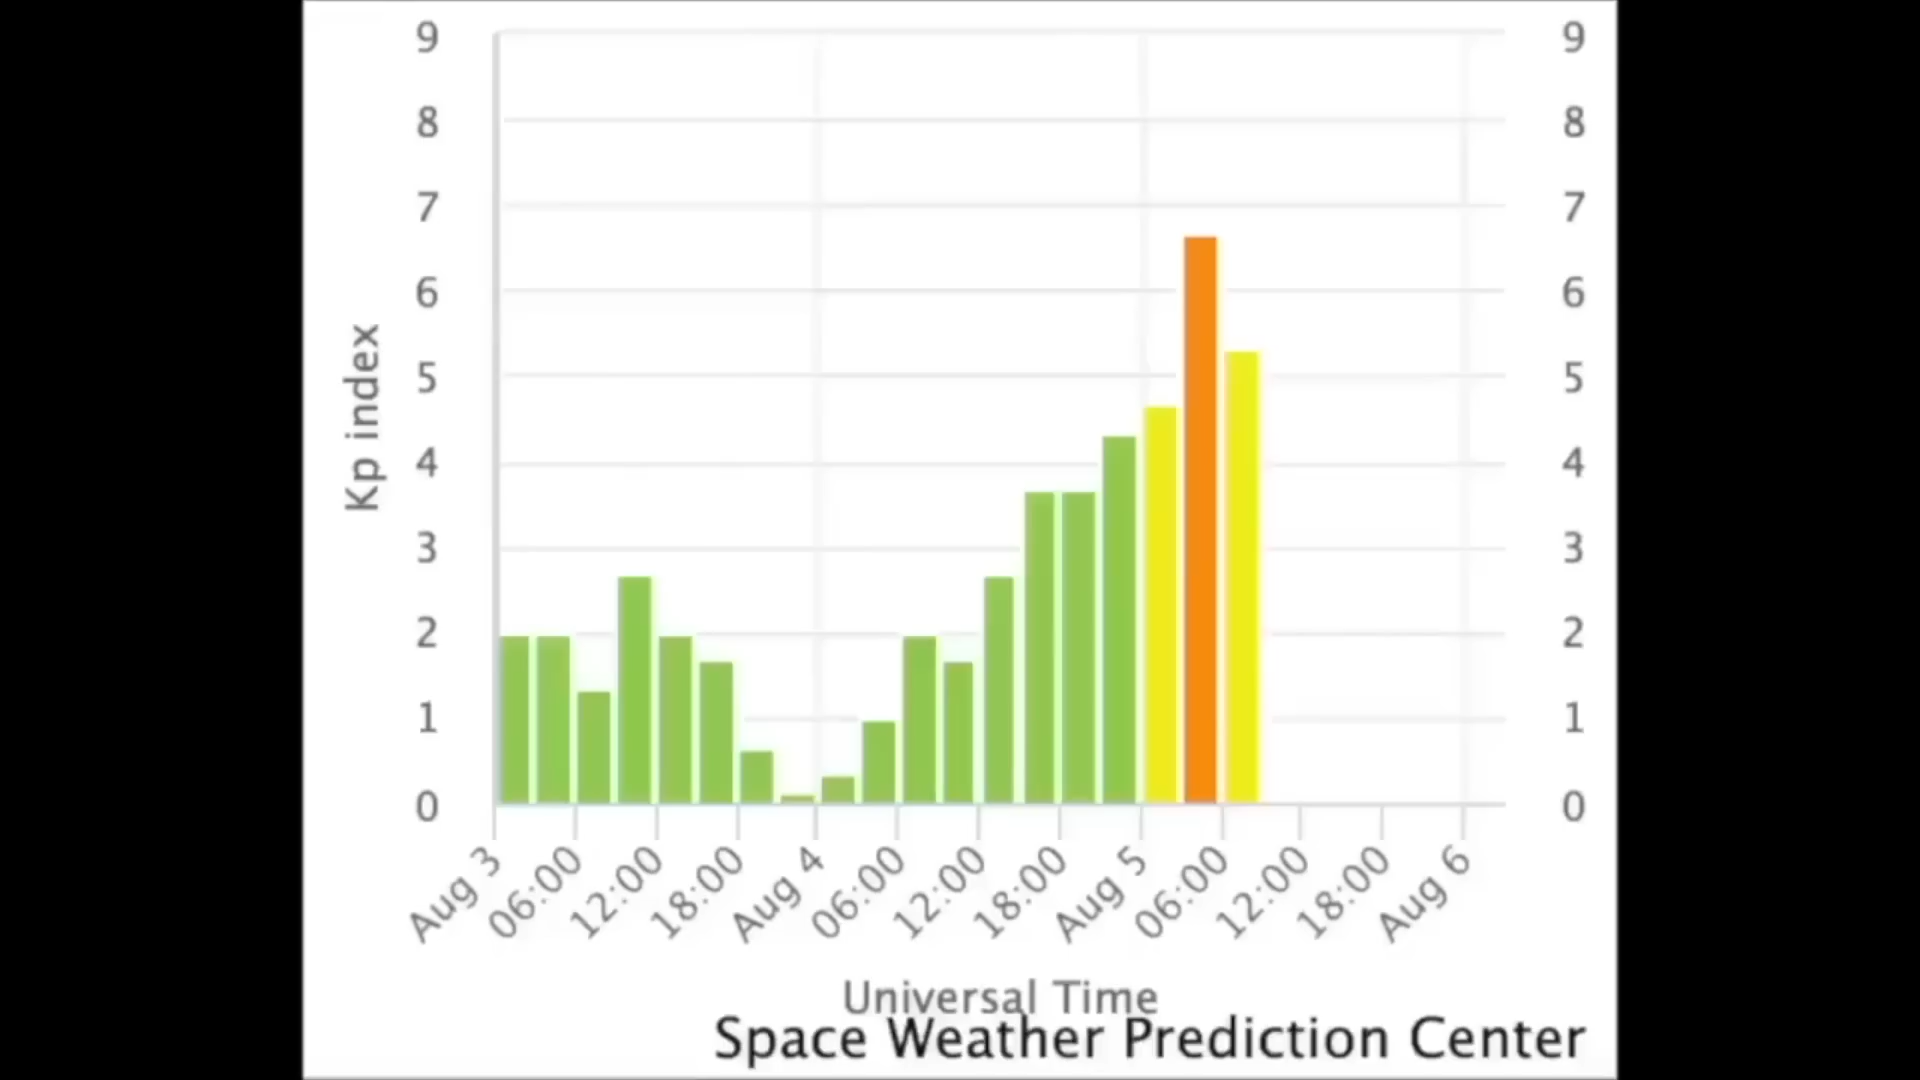 9 9
8 8
7 7
6 6
5 5
4 4
3 3
2 2
1 1
0 0
Kp index
Aug 3 06:00 12:00 18:00 Aug 4 06:00 12:00 18:00 Aug 5 06:00 12:00 18:00 Aug 6
Universal Time
Space Weather Prediction Center